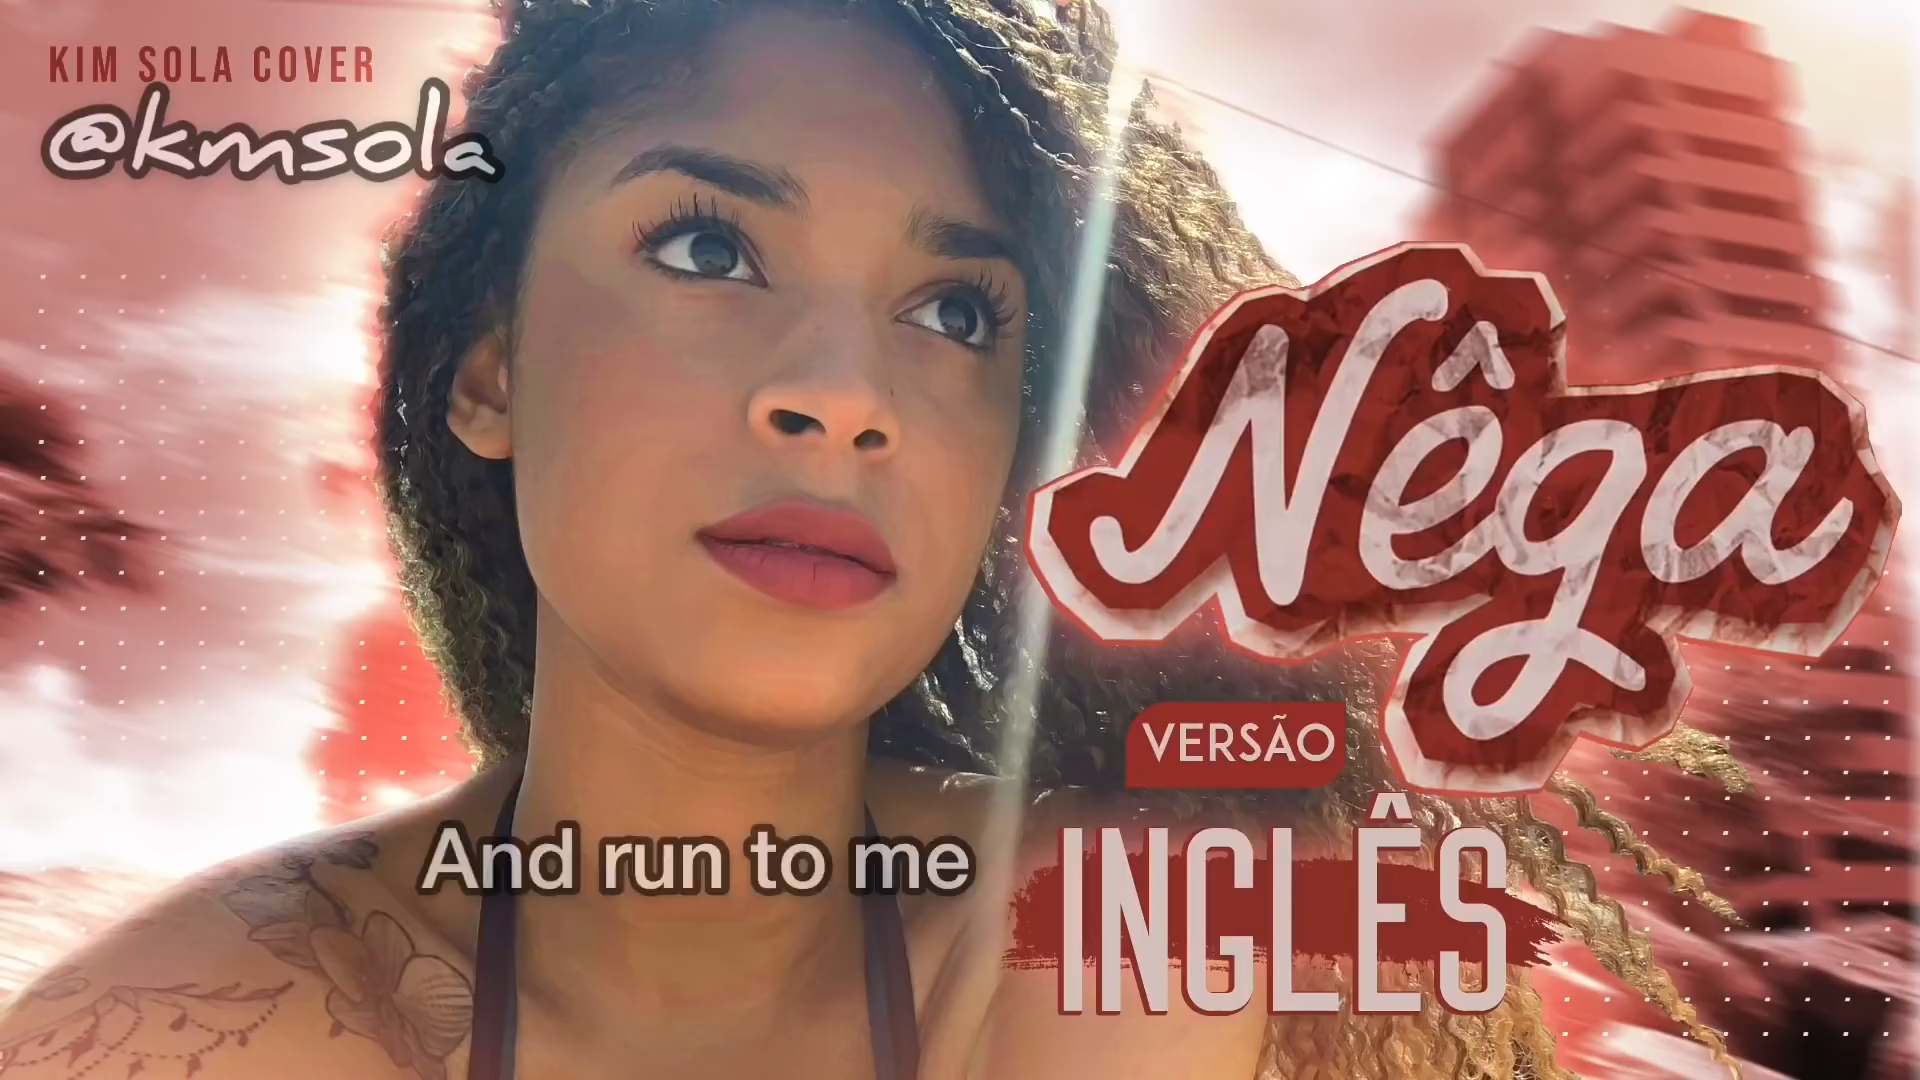 KIM SOLA COVER
@kmsola
Nêga
VERSÃO
INGLÊS
And run to me